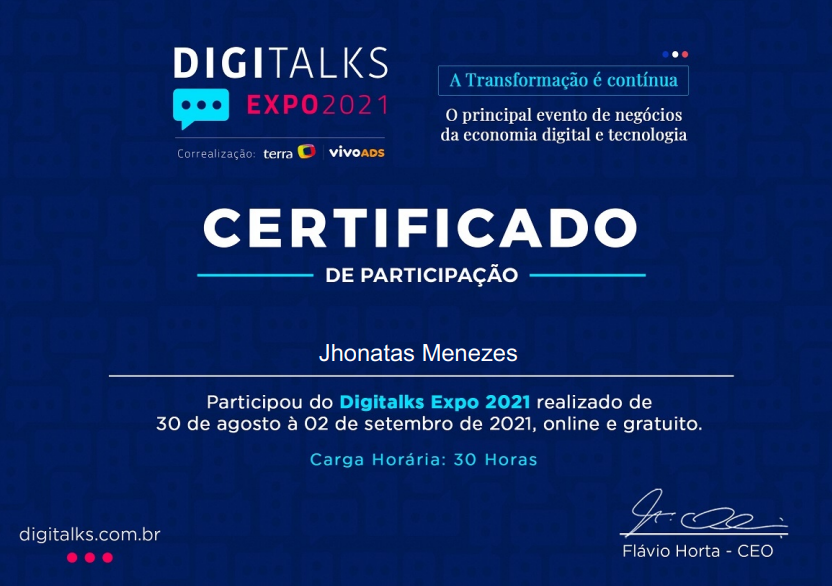 DIGITALKS
EXPO2021
Correalização: terra vivoADS
A Transformação é contínua
O principal evento de negócios
da economia digital e tecnologia
CERTIFICADO
DE PARTICIPAÇÃO
Jhonatas Menezes
Participou do Digitalks Expo 2021 realizado de
30 de agosto à 02 de setembro de 2021, online e gratuito.
Carga Horária: 30 Horas
digitalks.com.br
Flávio Horta - CEO